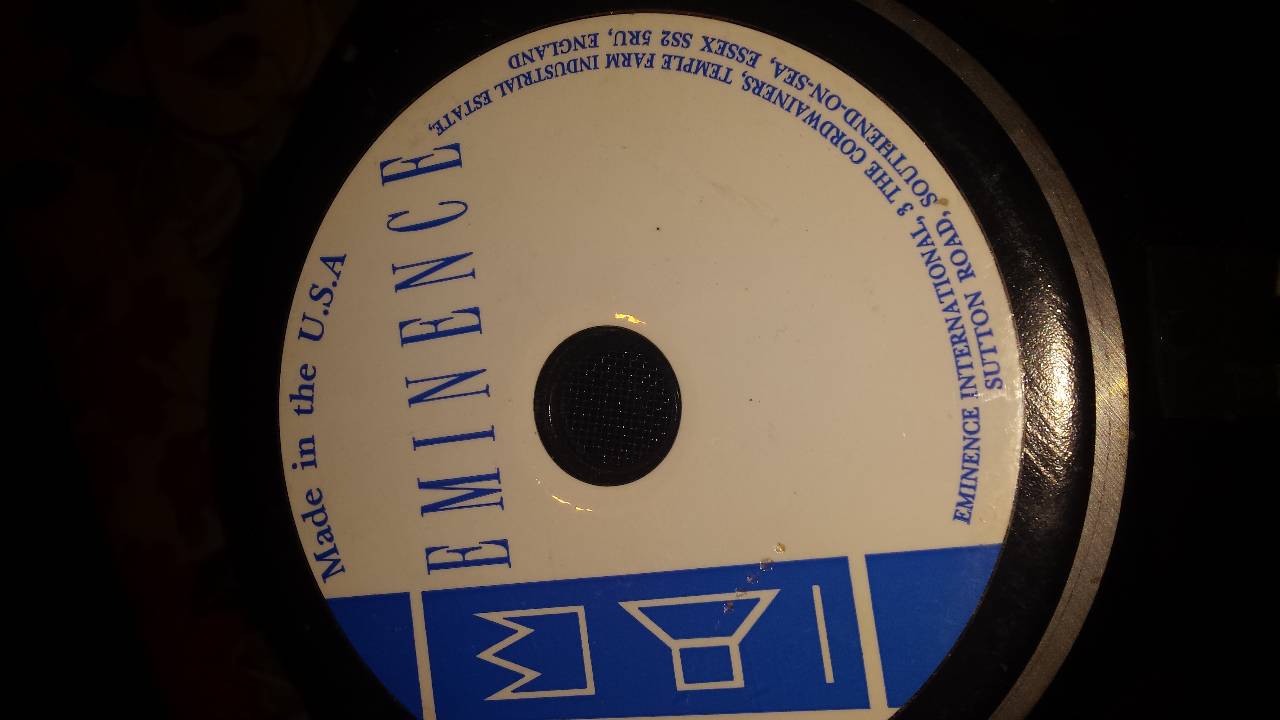 Made in the U.S.A
EMINENCE
EMINENCE INTERNATIONAL, 3 THE CORDWAINERS, TEMPLE FARM INDUSTRIAL ESTATE,
SUTTON ROAD, SOUTHEND-ON-SEA, ESSEX SS2 5RU, ENGLAND